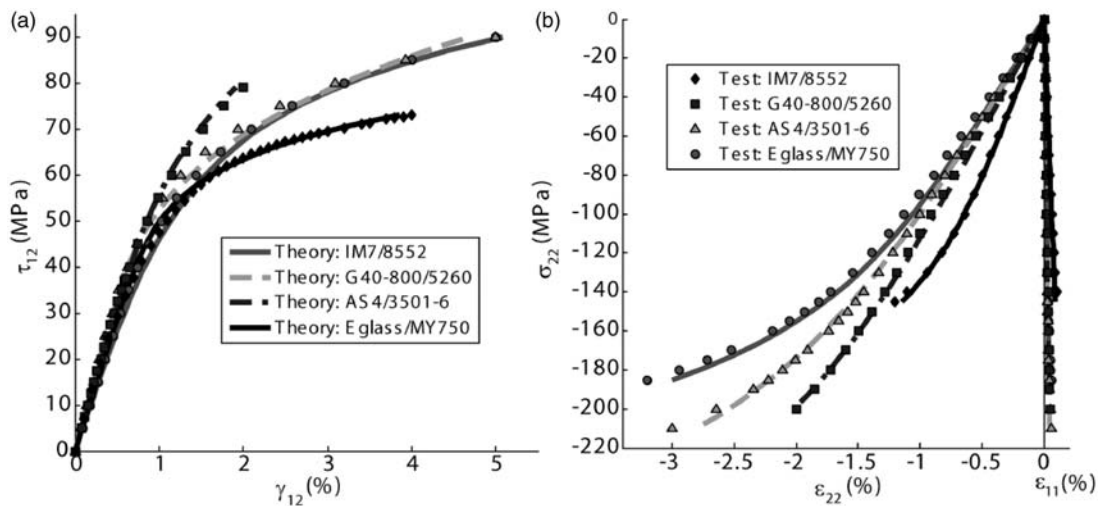 (a)
90
80
70
60
50
40
30
20
10
0
τ12 (MPa)
0 1 2 3 4 5
γ12 (%)
Theory: IM7/8552
Theory: G40-800/5260
Theory: AS4/3501-6
Theory: E glass/MY750
(b)
0
-20
-40
-60
-80
-100
-120
-140
-160
-180
-200
-220
σ22 (MPa)
-3 -2.5 -2 -1.5 -1 -0.5 0
ε22 (%)
ε11 (%)
Test: IM7/8552
Test: G40-800/5260
Test: AS4/3501-6
Test: E glass/MY750